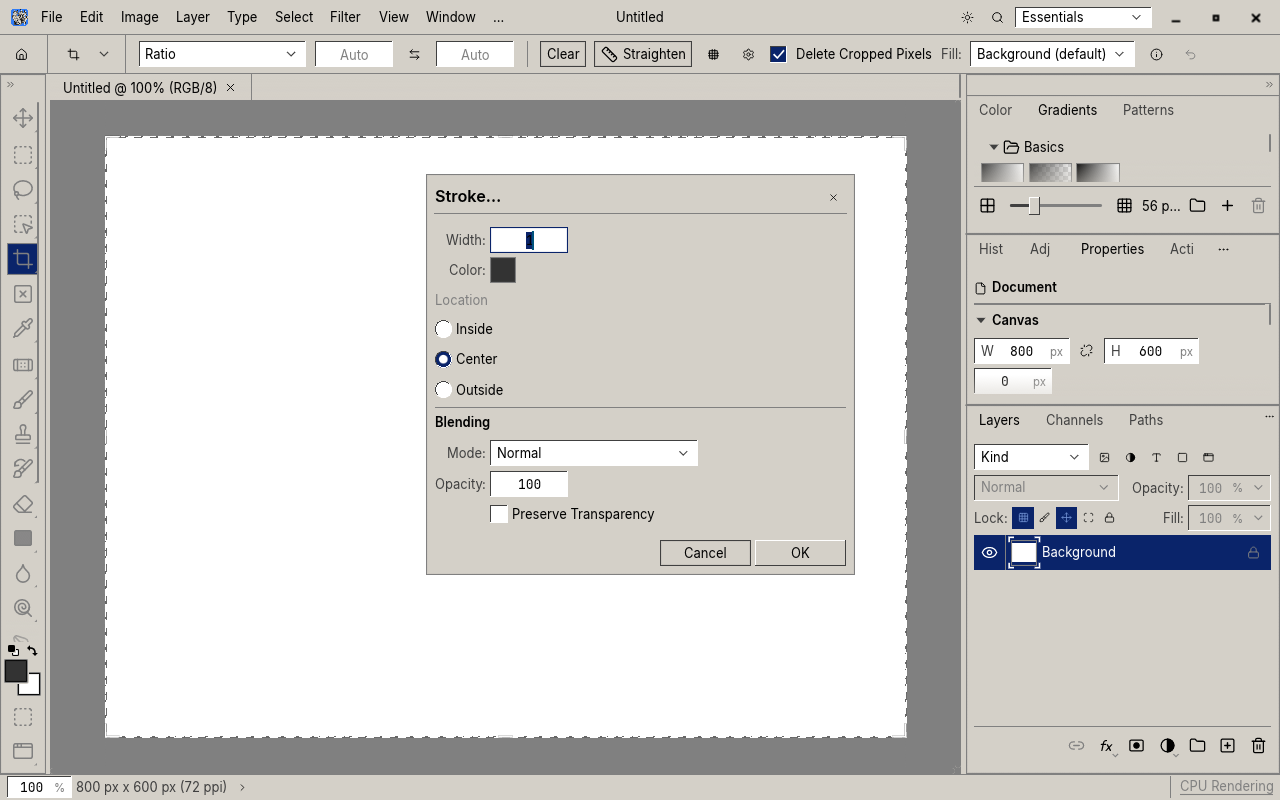 File Edit Image Layer Type Select Filter View Window ... Untitled Essentials
Ratio Auto Auto Clear Straighten Delete Cropped Pixels Fill: Background (default)
Untitled @ 100% (RGB/8)
Color Gradients Patterns
Basics
56 p...
Hist Adj Properties Acti
Document
Canvas
W 800 px H 600 px
0 px
Layers Channels Paths
Kind
Normal Opacity: 100 %
Lock: Fill: 100 %
Background
Stroke...
Width: 1
Color:
Location
Inside
Center
Outside
Blending
Mode: Normal
Opacity: 100
Preserve Transparency
Cancel OK
100 % 800 px x 600 px (72 ppi) CPU Rendering